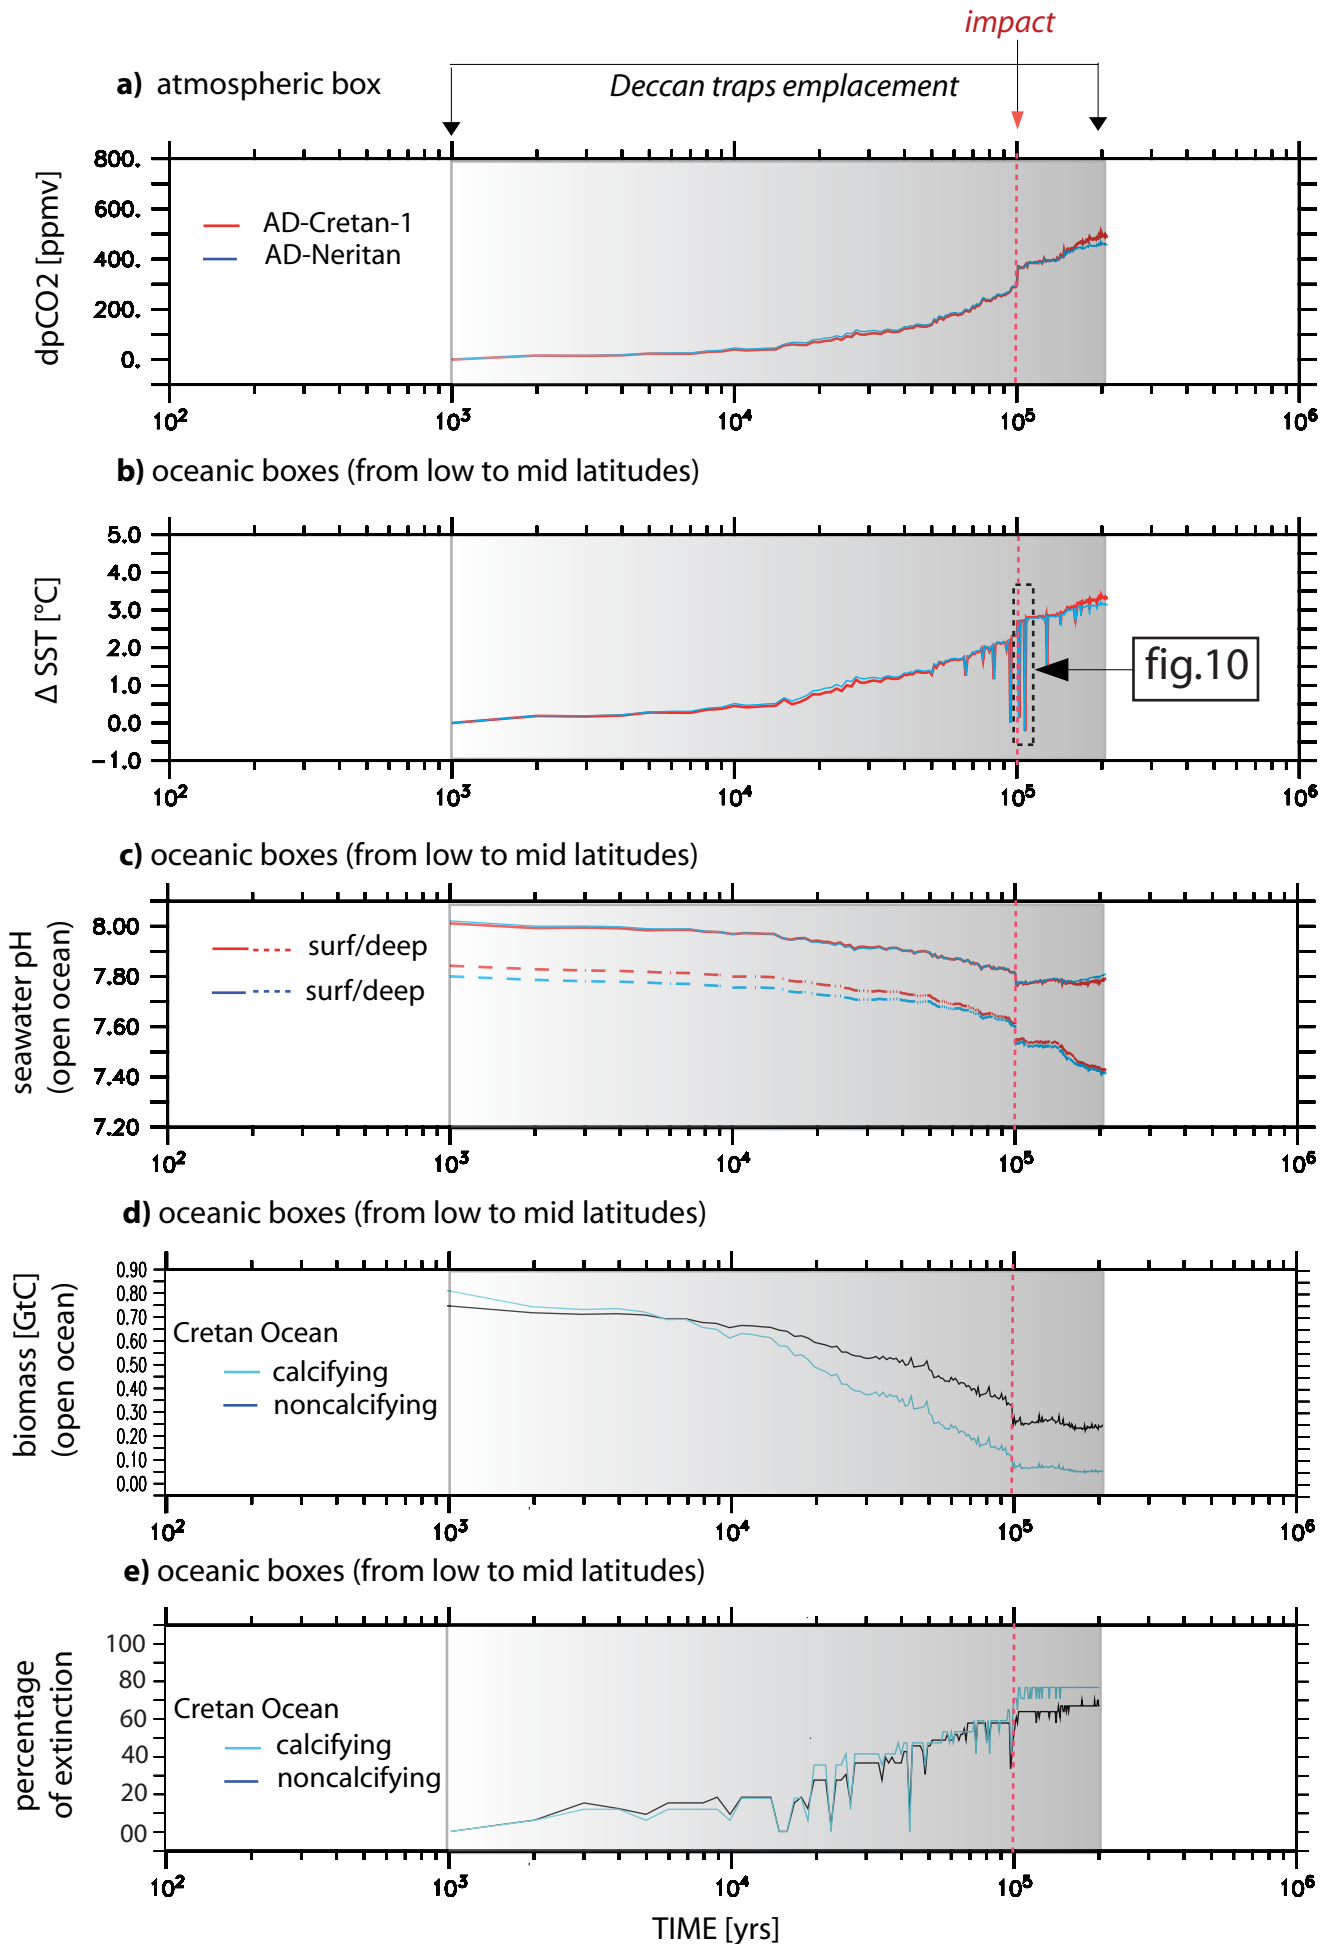 impact
a) atmospheric box
Deccan traps emplacement
dpCO2 [ppmv]
800.
600.
400.
200.
0.
AD-Cretan-1
AD-Neritan
10² 10³ 10⁴ 10⁵ 10⁶
b) oceanic boxes (from low to mid latitudes)
Δ SST [°C]
5.0
4.0
3.0
2.0
1.0
0.0
−1.0
fig.10
10² 10³ 10⁴ 10⁵ 10⁶
c) oceanic boxes (from low to mid latitudes)
seawater pH
(open ocean)
8.00
7.80
7.60
7.40
7.20
surf/deep
surf/deep
10² 10³ 10⁴ 10⁵ 10⁶
d) oceanic boxes (from low to mid latitudes)
biomass [GtC]
(open ocean)
0.90
0.80
0.70
0.60
0.50
0.40
0.30
0.20
0.10
0.00
Cretan Ocean
calcifying
noncalcifying
10² 10³ 10⁴ 10⁵ 10⁶
e) oceanic boxes (from low to mid latitudes)
percentage
of extinction
100
80
60
40
20
00
Cretan Ocean
calcifying
noncalcifying
10² 10³ 10⁴ 10⁵ 10⁶
TIME [yrs]